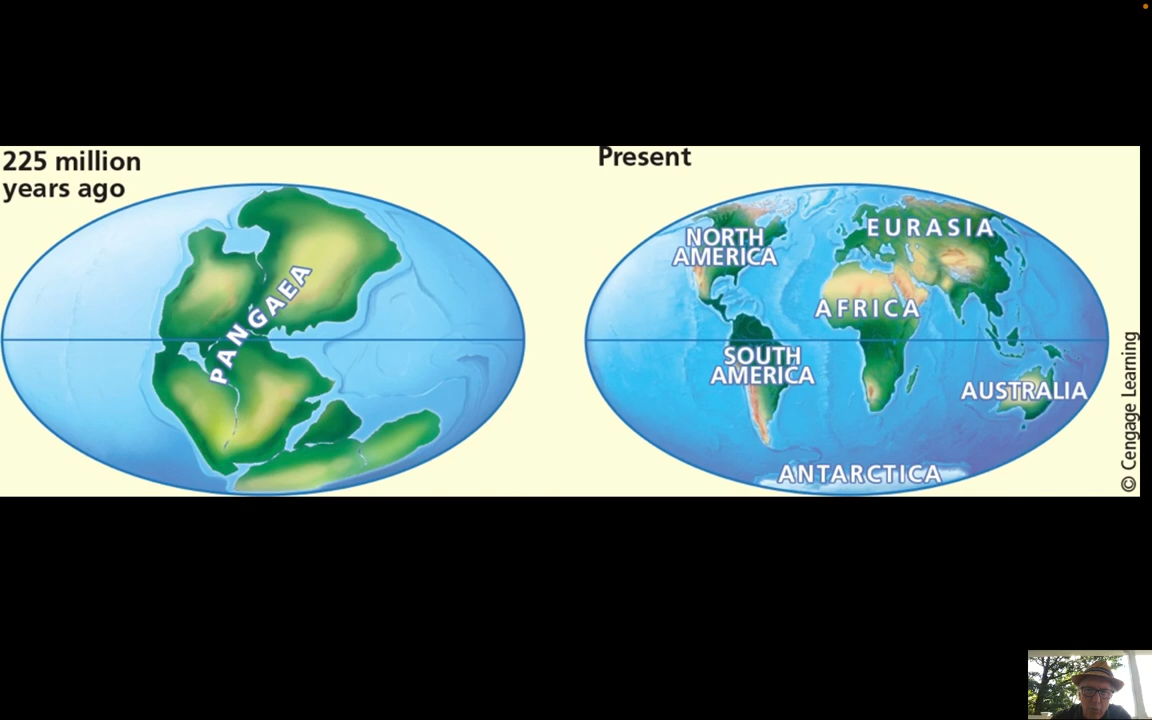 225 million
years ago
PANGAEA
Present
NORTH
AMERICA
EURASIA
AFRICA
SOUTH
AMERICA
AUSTRALIA
ANTARCTICA
© Cengage Learning